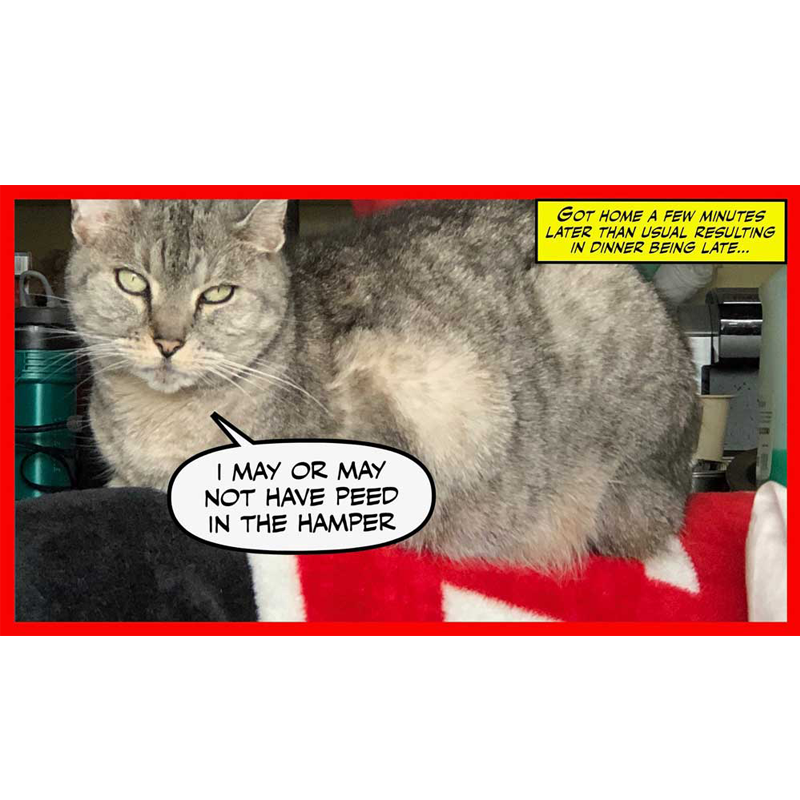 GOT HOME A FEW MINUTES
LATER THAN USUAL RESULTING
IN DINNER BEING LATE...
I MAY OR MAY
NOT HAVE PEED
IN THE HAMPER